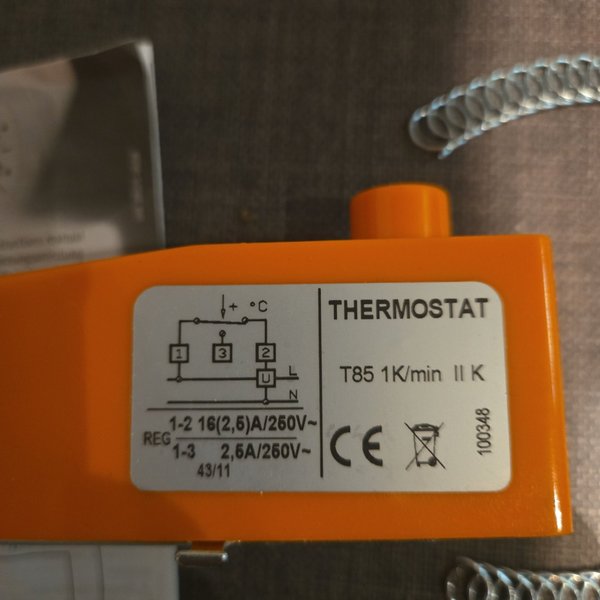 + °C
1 3 2
U L
N
REG 1-2 16(2,5)A/250V~
1-3 2,5A/250V~
43/11
THERMOSTAT
T85 1K/min II K
CE
100348